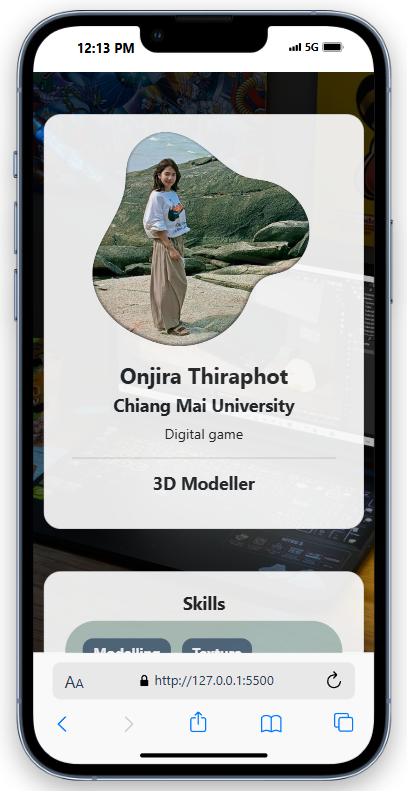 12:13 PM 5G
Onjira Thiraphot
Chiang Mai University
Digital game
3D Modeller
Skills
Modelling Texture
AA http://127.0.0.1:5500